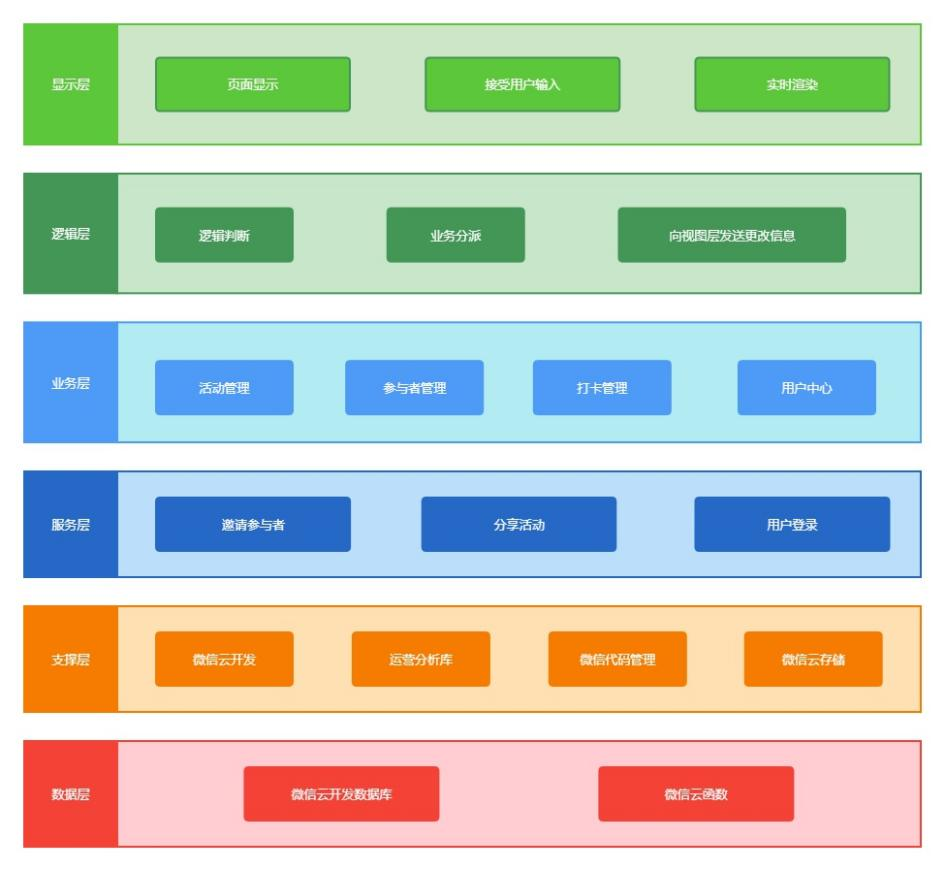 显示层
页面显示
接受用户输入
实时渲染
逻辑层
逻辑判断
业务分派
向视图层发送更改信息
业务层
活动管理
参与者管理
打卡管理
用户中心
服务层
邀请参与者
分享活动
用户登录
支撑层
微信云开发
运营分析库
微信代码管理
微信云存储
数据层
微信云开发数据库
微信云函数